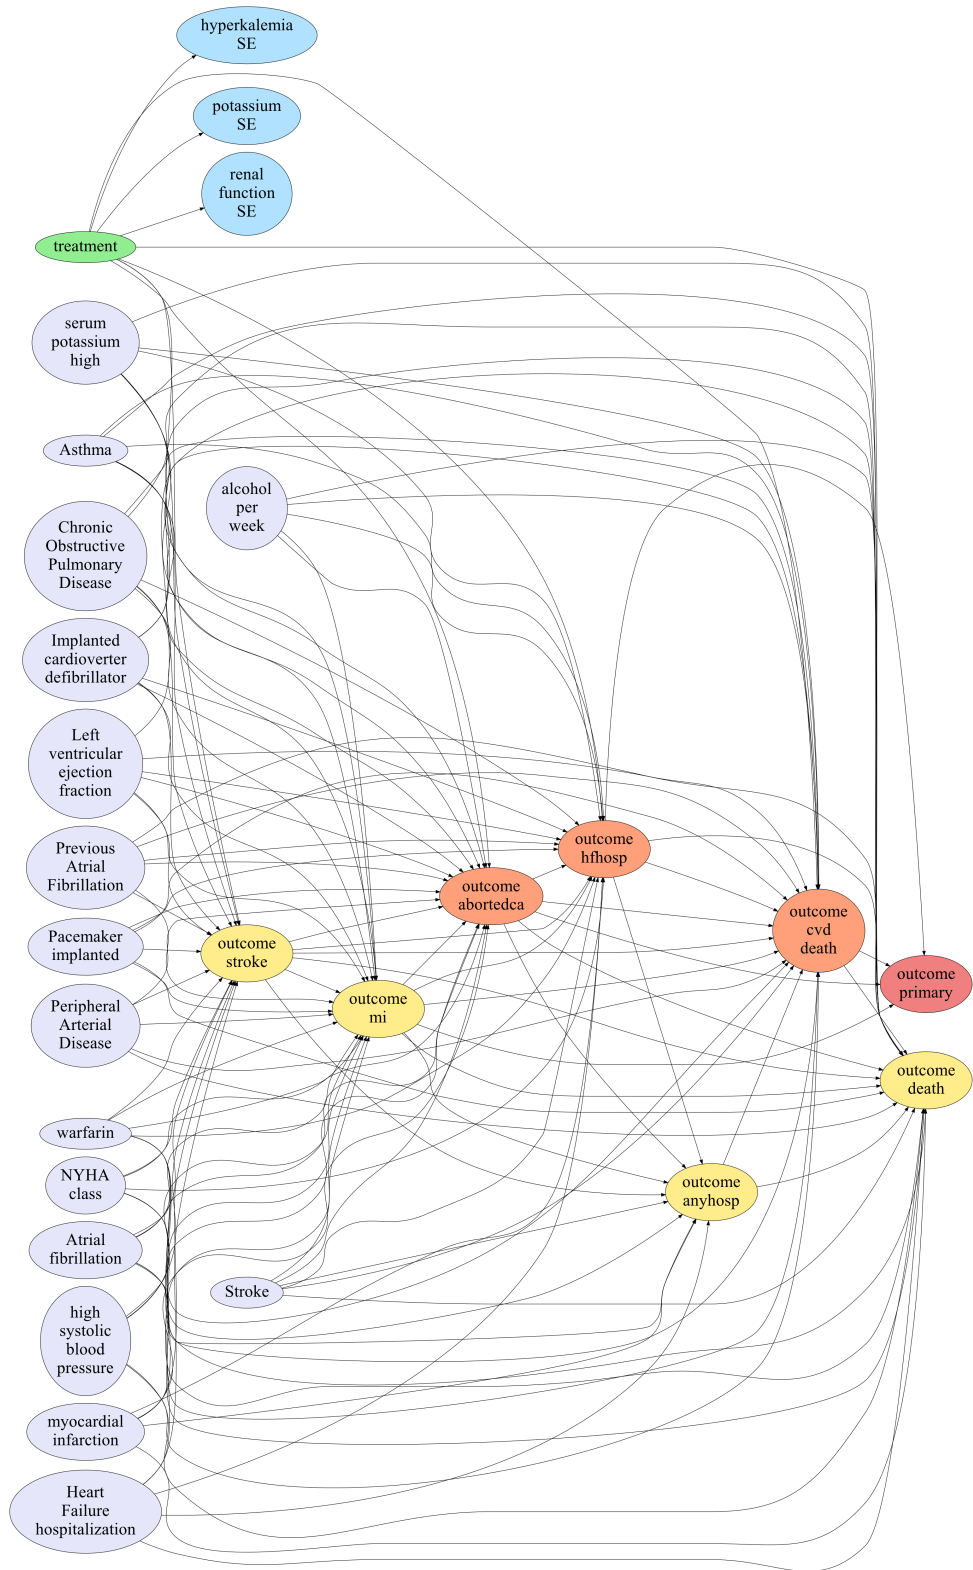 hyperkalemia
SE
potassium
SE
renal
function
SE
treatment
serum
potassium
high
Asthma
alcohol
per
week
Chronic
Obstructive
Pulmonary
Disease
Implanted
cardioverter
defibrillator
Left
ventricular
ejection
fraction
Previous
Atrial
Fibrillation
outcome
hfhosp
outcome
abortedca
outcome
cvd
death
Pacemaker
implanted
outcome
stroke
outcome
primary
outcome
mi
Peripheral
Arterial
Disease
outcome
death
warfarin
NYHA
class
outcome
anyhosp
Atrial
fibrillation
Stroke
high
systolic
blood
pressure
myocardial
infarction
Heart
Failure
hospitalization